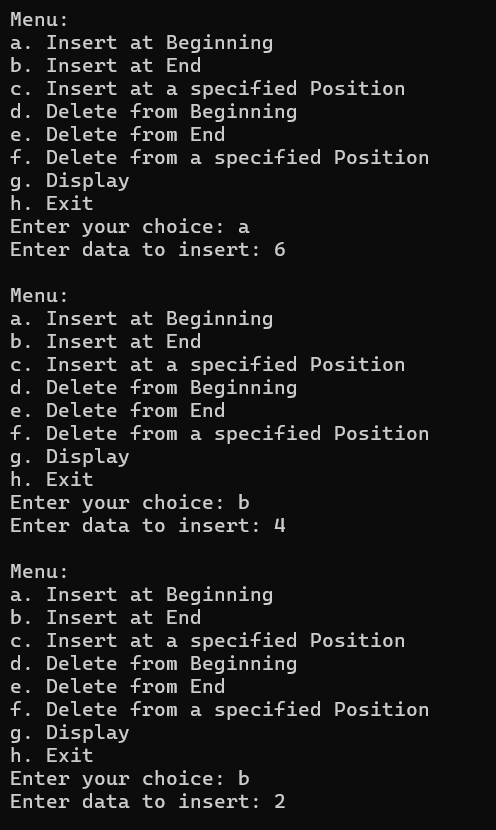 Menu:
a. Insert at Beginning
b. Insert at End
c. Insert at a specified Position
d. Delete from Beginning
e. Delete from End
f. Delete from a specified Position
g. Display
h. Exit
Enter your choice: a
Enter data to insert: 6

Menu:
a. Insert at Beginning
b. Insert at End
c. Insert at a specified Position
d. Delete from Beginning
e. Delete from End
f. Delete from a specified Position
g. Display
h. Exit
Enter your choice: b
Enter data to insert: 4

Menu:
a. Insert at Beginning
b. Insert at End
c. Insert at a specified Position
d. Delete from Beginning
e. Delete from End
f. Delete from a specified Position
g. Display
h. Exit
Enter your choice: b
Enter data to insert: 2